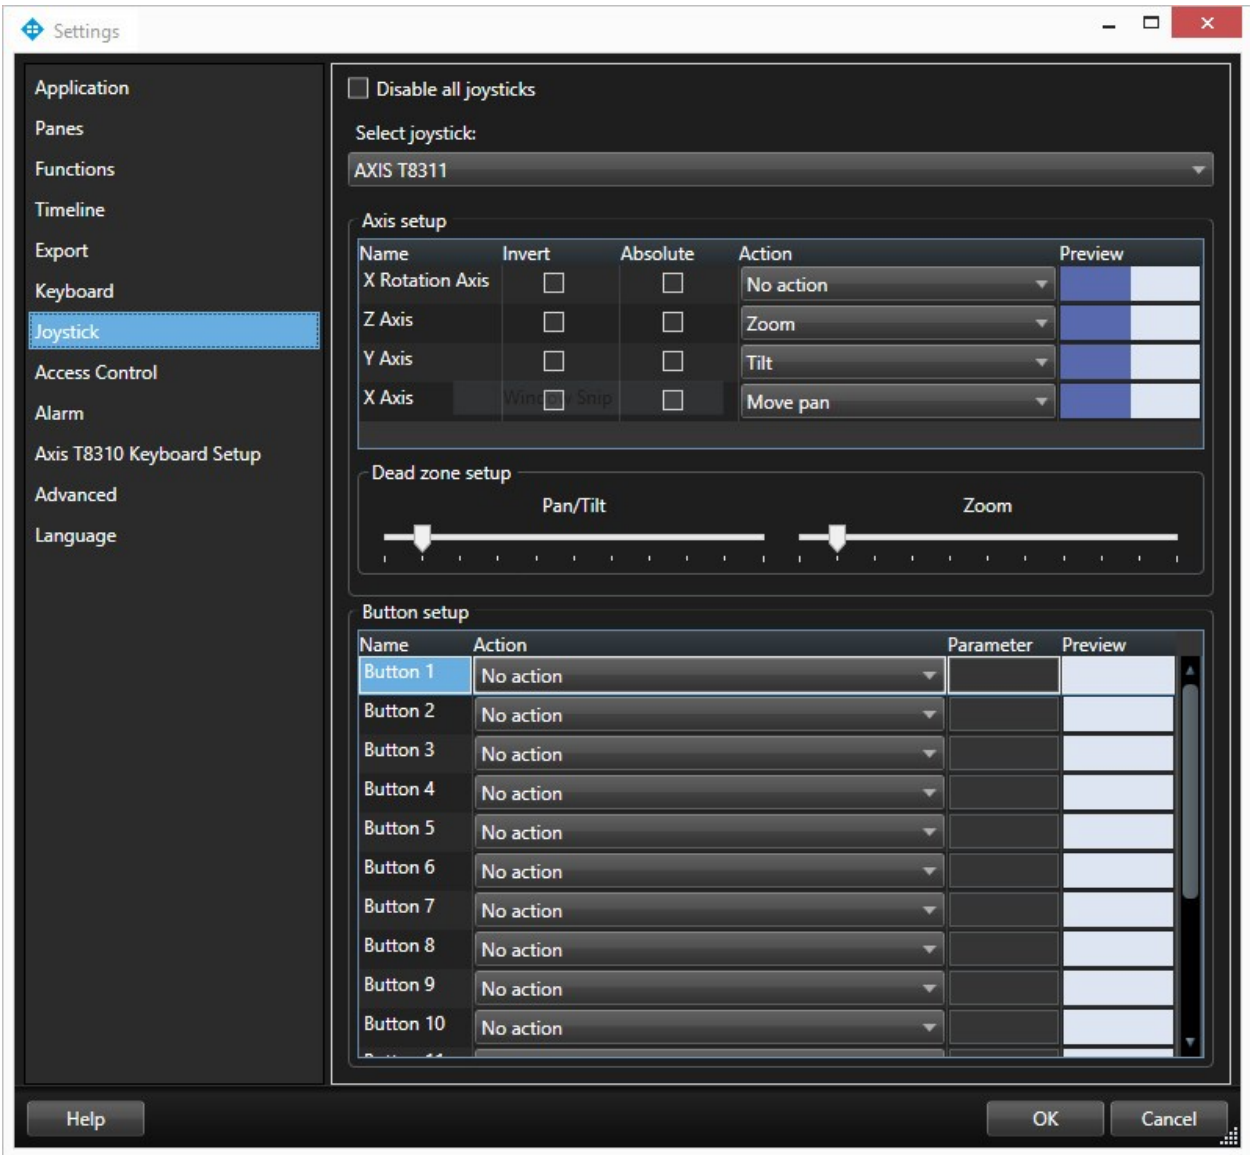 Settings
Application
Panes
Functions
Timeline
Export
Keyboard
Joystick
Access Control
Alarm
Axis T8310 Keyboard Setup
Advanced
Language
Disable all joysticks
Select joystick:
AXIS T8311
Axis setup
Name Invert Absolute Action Preview
X Rotation Axis No action
Z Axis Zoom
Y Axis Tilt
X Axis Window Snip Move pan
Dead zone setup
Pan/Tilt Zoom
Button setup
Name Action Parameter Preview
Button 1 No action
Button 2 No action
Button 3 No action
Button 4 No action
Button 5 No action
Button 6 No action
Button 7 No action
Button 8 No action
Button 9 No action
Button 10 No action
Help OK Cancel